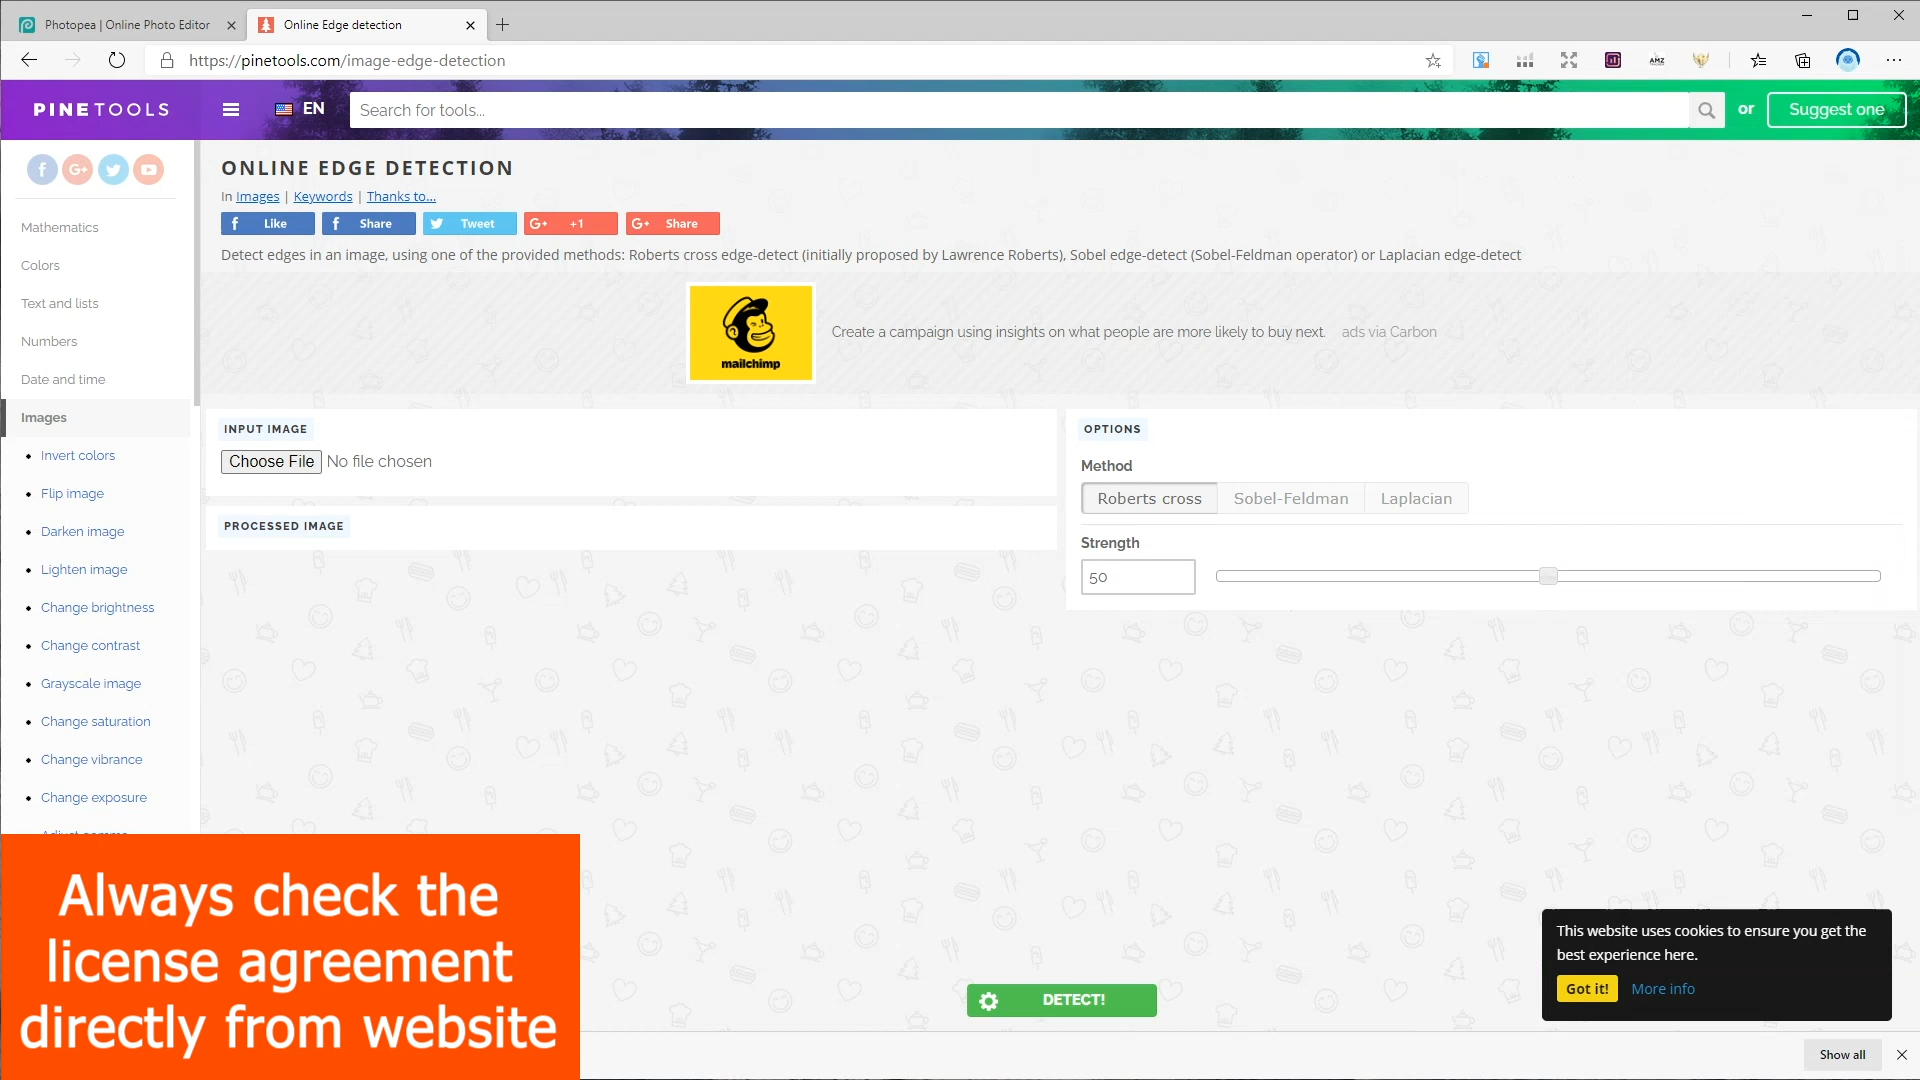 Photopea | Online Photo Editor
Online Edge detection
https://pinetools.com/image-edge-detection
AMZ
PINETOOLS
EN
Search for tools...
or
Suggest one
Mathematics
Colors
Text and lists
Numbers
Date and time
Images
Invert colors
Flip image
Darken image
Lighten image
Change brightness
Change contrast
Grayscale image
Change saturation
Change vibrance
Change exposure
ONLINE EDGE DETECTION
In Images | Keywords | Thanks to...
Like
Share
Tweet
G+ +1
G+ Share
Detect edges in an image, using one of the provided methods: Roberts cross edge-detect (initially proposed by Lawrence Roberts), Sobel edge-detect (Sobel-Feldman operator) or Laplacian edge-detect
mailchimp
Create a campaign using insights on what people are more likely to buy next.
ads via Carbon
INPUT IMAGE
Choose File No file chosen
PROCESSED IMAGE
OPTIONS
Method
Roberts cross
Sobel-Feldman
Laplacian
Strength
50
DETECT!
This website uses cookies to ensure you get the
best experience here.
Got it!
More info
Show all
Always check the
license agreement
directly from website